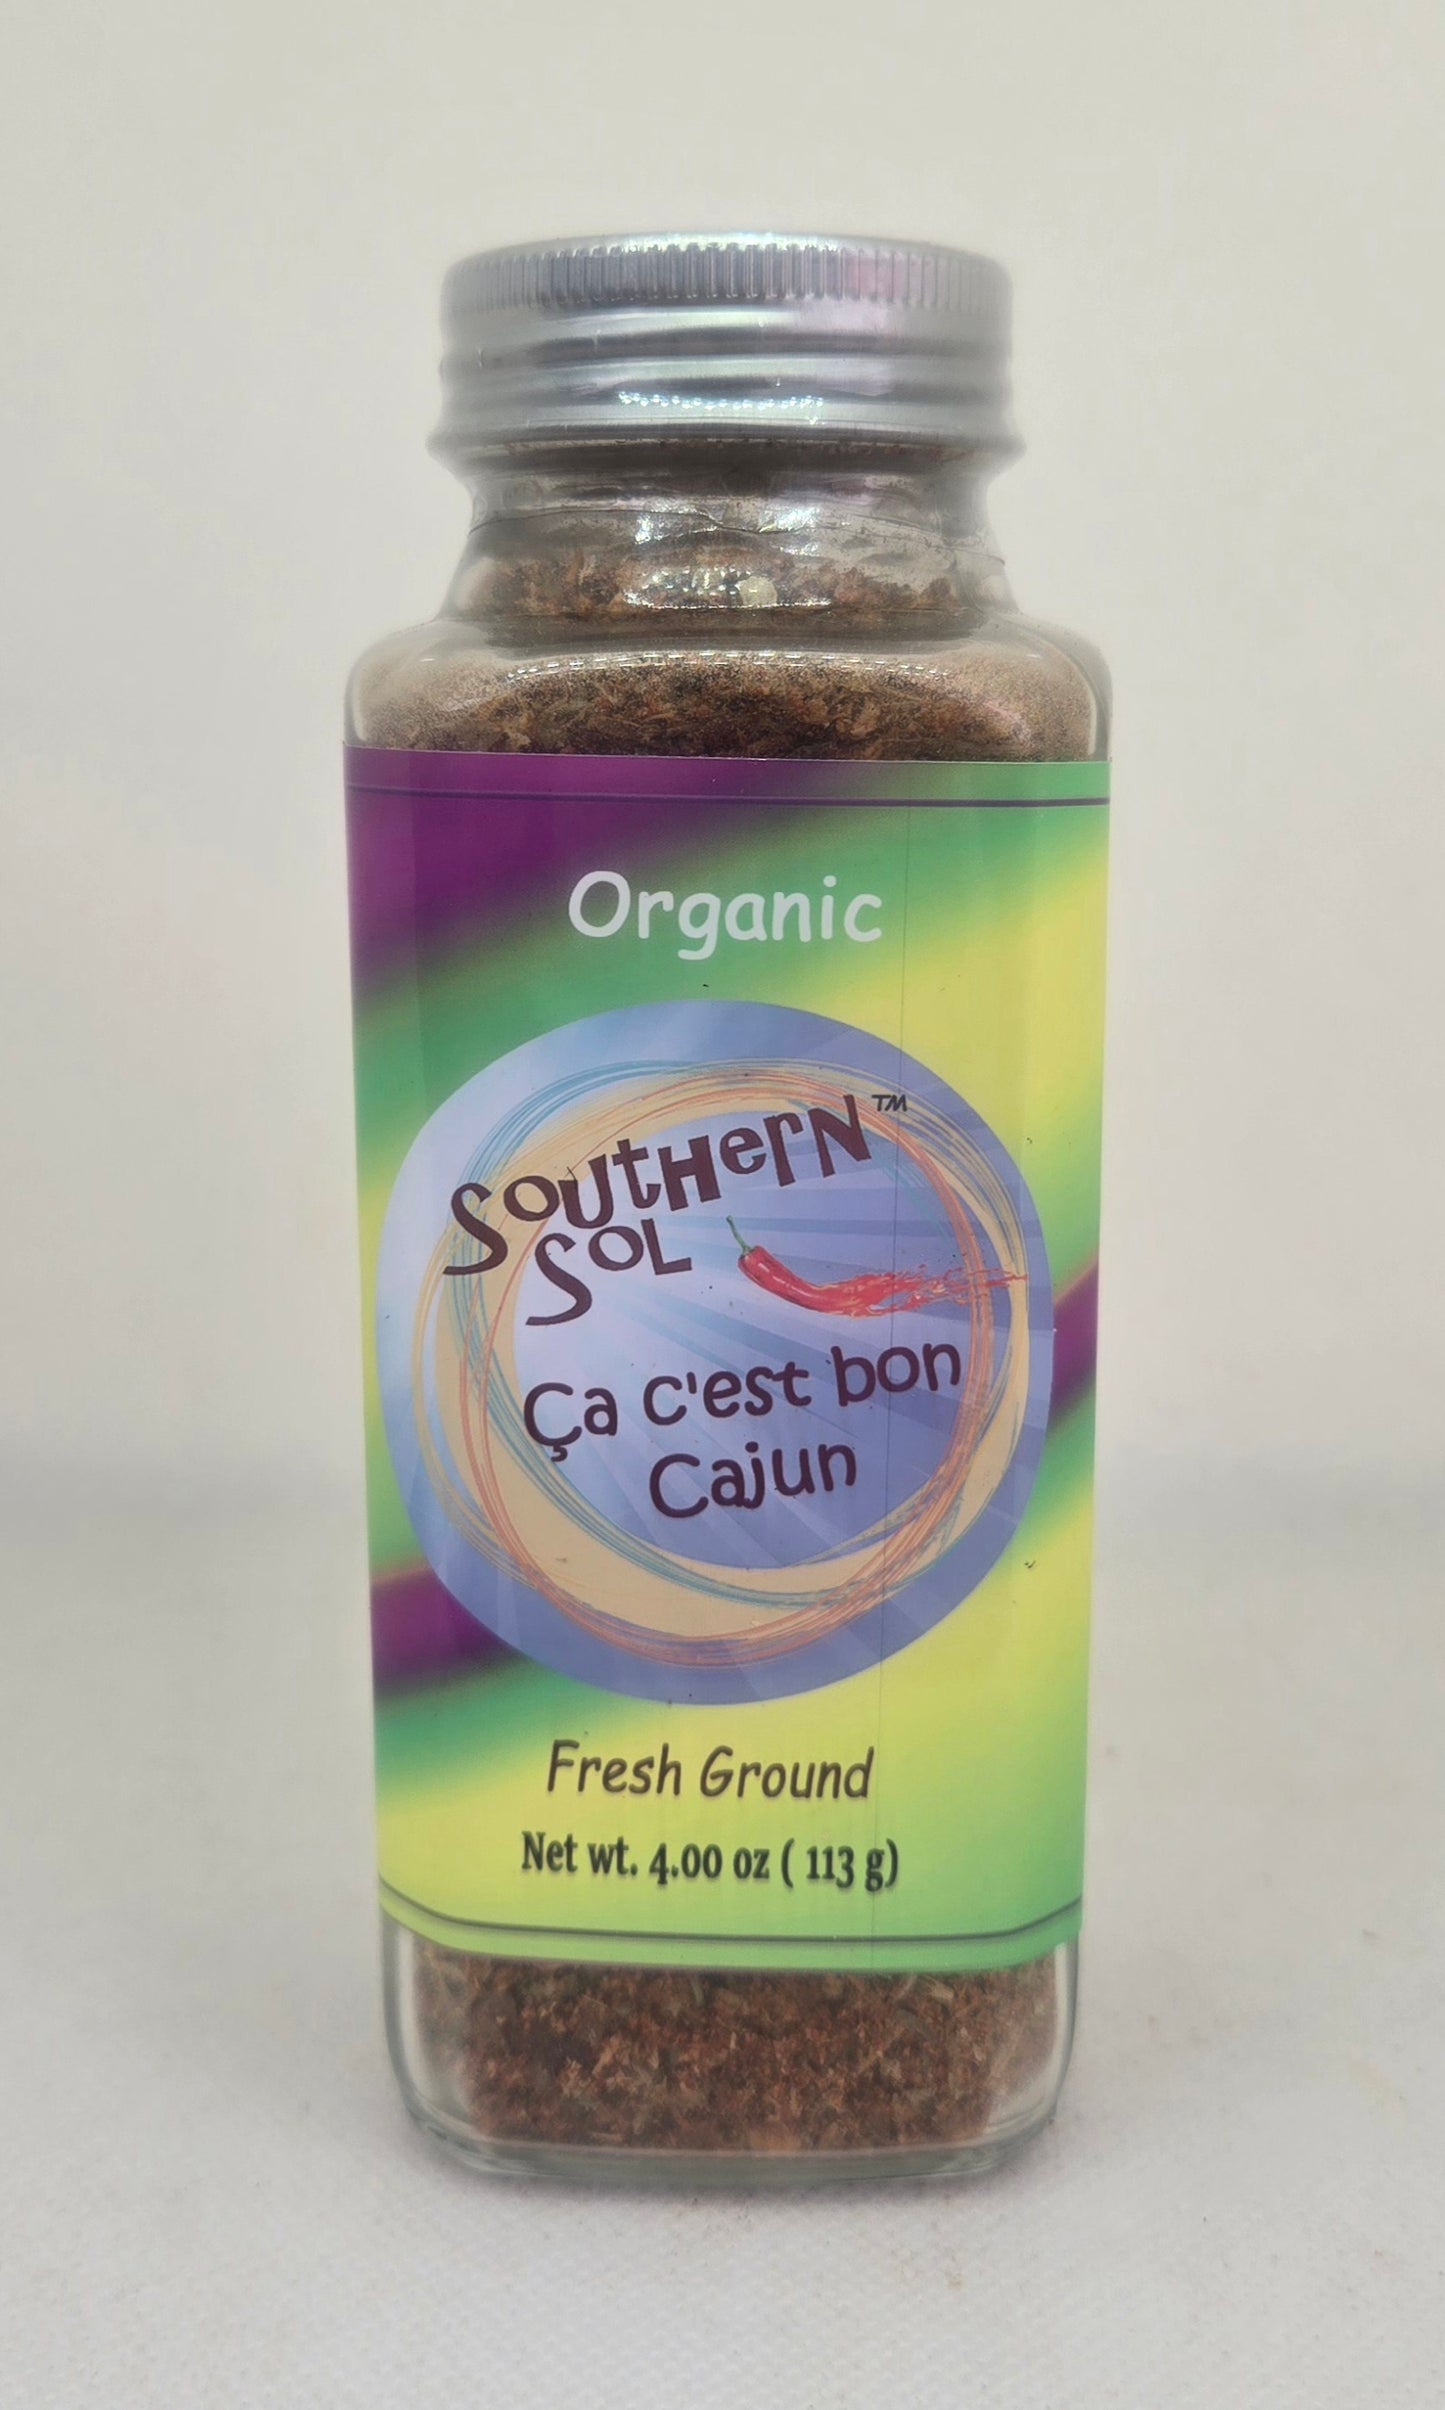 Organic
Southern™
Sol
Ça c'est bon
Cajun
Fresh Ground
Net wt. 4.00 oz ( 113 g)